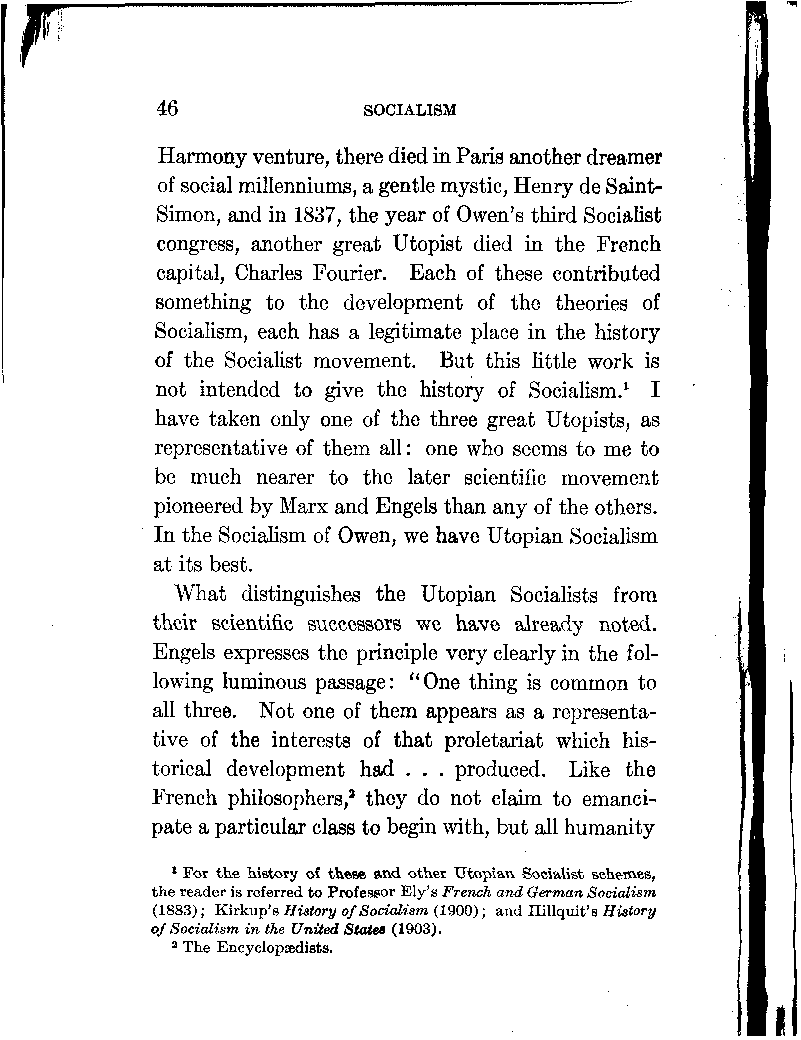 46 SOCIALISM
Harmony venture, there died in Paris another dreamer
of social millenniums, a gentle mystic, Henry de Saint-
Simon, and in 1837, the year of Owen's third Socialist
congress, another great Utopist died in the French
capital, Charles Fourier. Each of these contributed
something to the development of the theories of
Socialism, each has a legitimate place in the history
of the Socialist movement. But this little work is
not intended to give the history of Socialism.¹ I
have taken only one of the three great Utopists, as
representative of them all: one who seems to me to
be much nearer to the later scientific movement
pioneered by Marx and Engels than any of the others.
In the Socialism of Owen, we have Utopian Socialism
at its best.
What distinguishes the Utopian Socialists from
their scientific successors we have already noted.
Engels expresses the principle very clearly in the fol-
lowing luminous passage: "One thing is common to
all three. Not one of them appears as a representa-
tive of the interests of that proletariat which his-
torical development had . . . produced. Like the
French philosophers,² they do not claim to emanci-
pate a particular class to begin with, but all humanity
¹ For the history of these and other Utopian Socialist schemes,
the reader is referred to Professor Ely's French and German Socialism
(1883); Kirkup's History of Socialism (1900); and Hillquit's History
of Socialism in the United States (1903).
² The Encyclopædists.